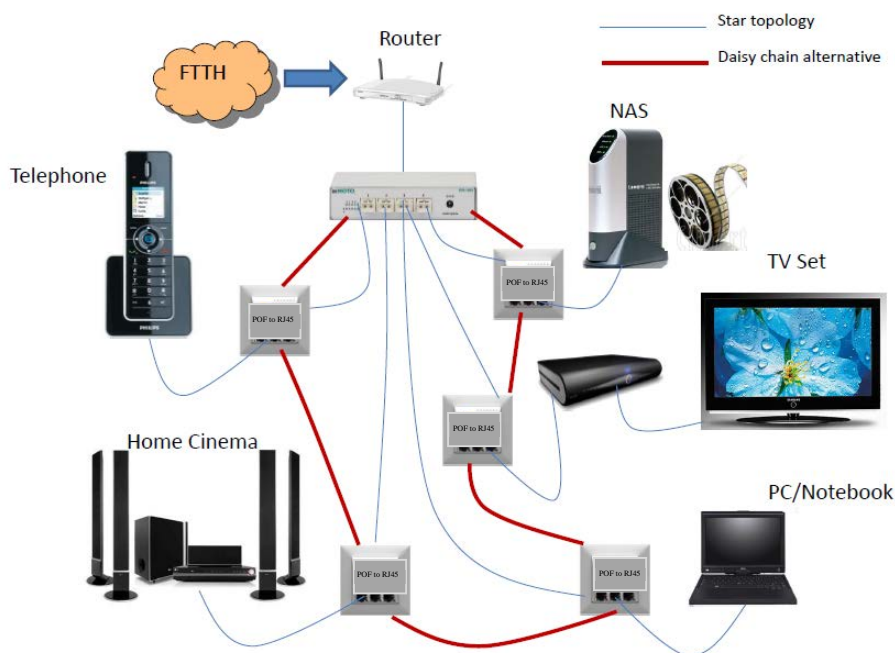 Star topology
Router
Daisy chain alternative
FTTH
NAS
Telephone
TV Set
POF to RJ45
POF to RJ45
POF to RJ45
Home Cinema
PC/Notebook
POF to RJ45
POF to RJ45
PHILIPS